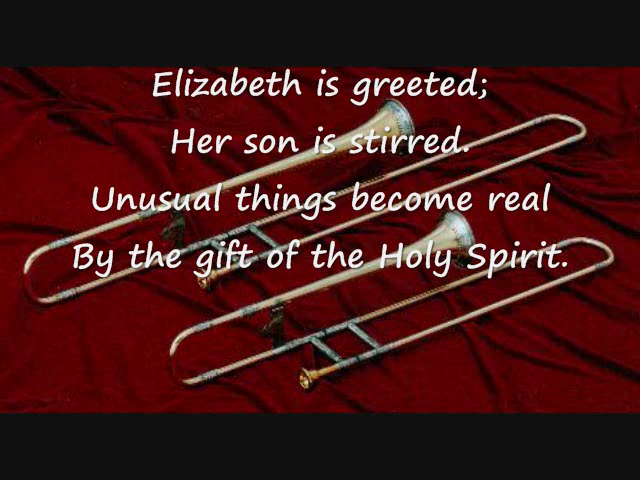 Elizabeth is greeted;
Her son is stirred.
Unusual things become real
By the gift of the Holy Spirit.